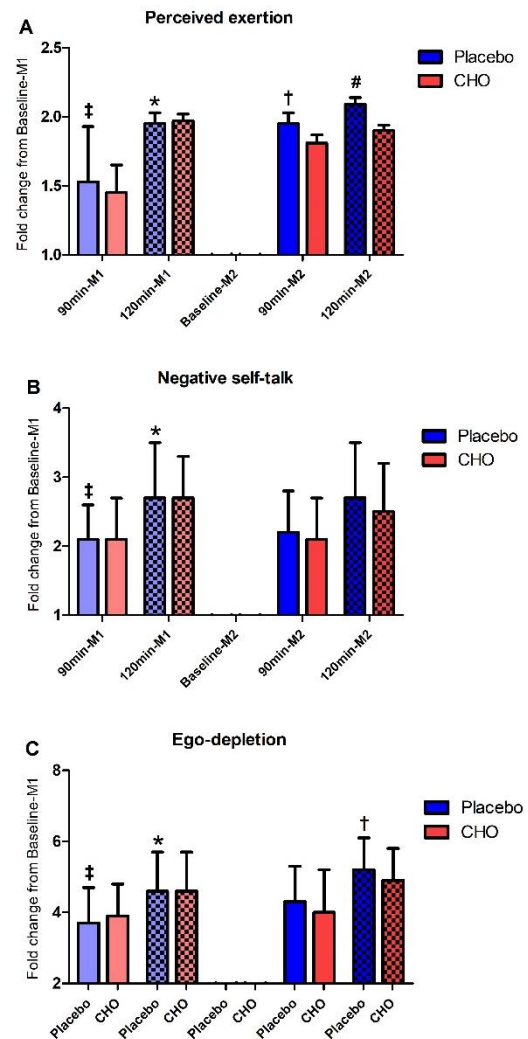 A
Perceived exertion
Fold change from Baseline-M1
2.5
2.0
1.5
1.0
‡
*
†
#
Placebo
CHO
90min-M1
120min-M1
Baseline-M2
90min-M2
120min-M2
B
Negative self-talk
Fold change from Baseline-M1
4
3
2
1
‡
*
Placebo
CHO
90min-M1
120min-M1
Baseline-M2
90min-M2
120min-M2
C
Ego-depletion
Fold change from Baseline-M1
8
6
4
2
‡
*
†
Placebo
CHO
Placebo
CHO
Placebo
CHO
Placebo
CHO
Placebo
CHO
Placebo
CHO